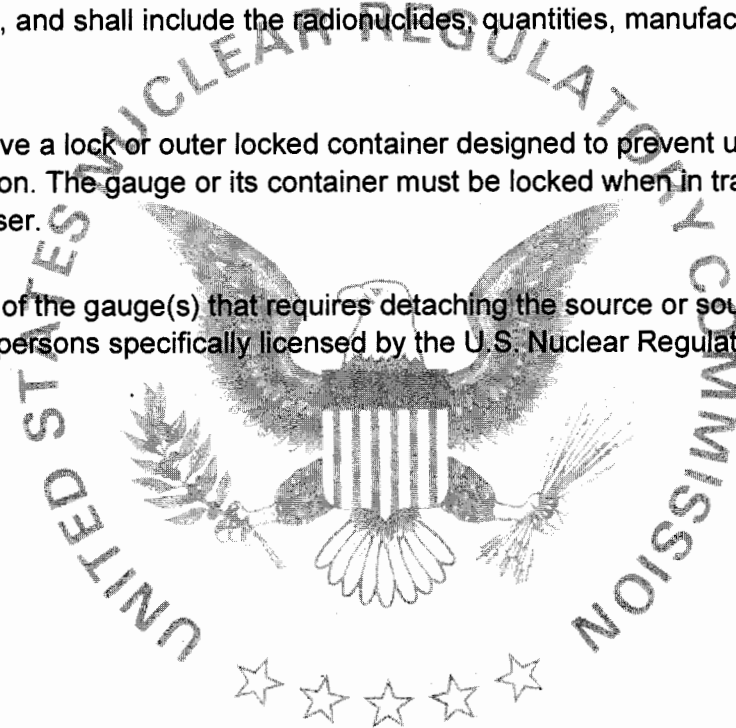 , and shall include the radionuclides, quantities, manufac
ve a lock or outer locked container designed to prevent u
on. The gauge or its container must be locked when in tra
ser.
of the gauge(s) that requires detaching the source or sou
persons specifically licensed by the U.S. Nuclear Regulat
UNITED STATES NUCLEAR REGULATORY COMMISSION